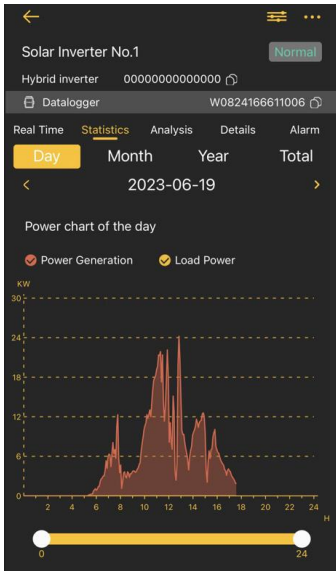 Solar Inverter No.1 Normal
Hybrid inverter 00000000000000
Datalogger W0824166611006
Real Time Statistics Analysis Details Alarm
Day Month Year Total
< 2023-06-19 >
Power chart of the day
Power Generation Load Power
KW
30
24
18
12
6
0
2 4 6 8 10 12 14 16 18 20 22 24
H
0 24